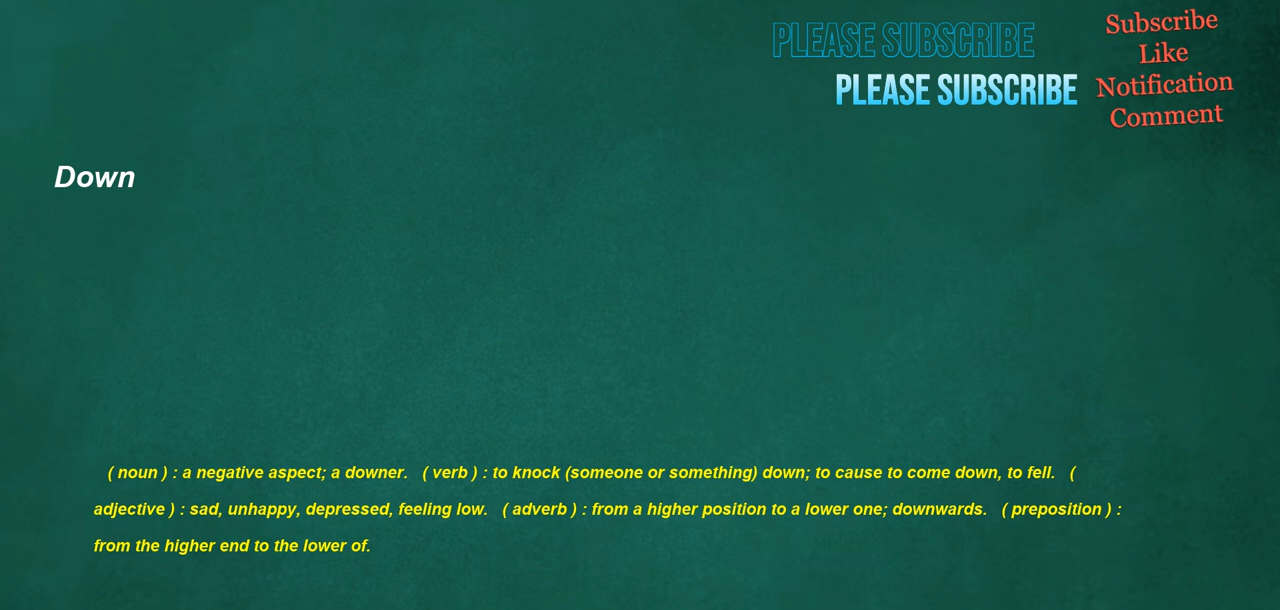 PLEASE SUBSCRIBE
PLEASE SUBSCRIBE
Subscribe
Like
Notification
Comment
Down
( noun ) : a negative aspect; a downer. ( verb ) : to knock (someone or something) down; to cause to come down, to fell. (
adjective ) : sad, unhappy, depressed, feeling low. ( adverb ) : from a higher position to a lower one; downwards. ( preposition ) :
from the higher end to the lower of.